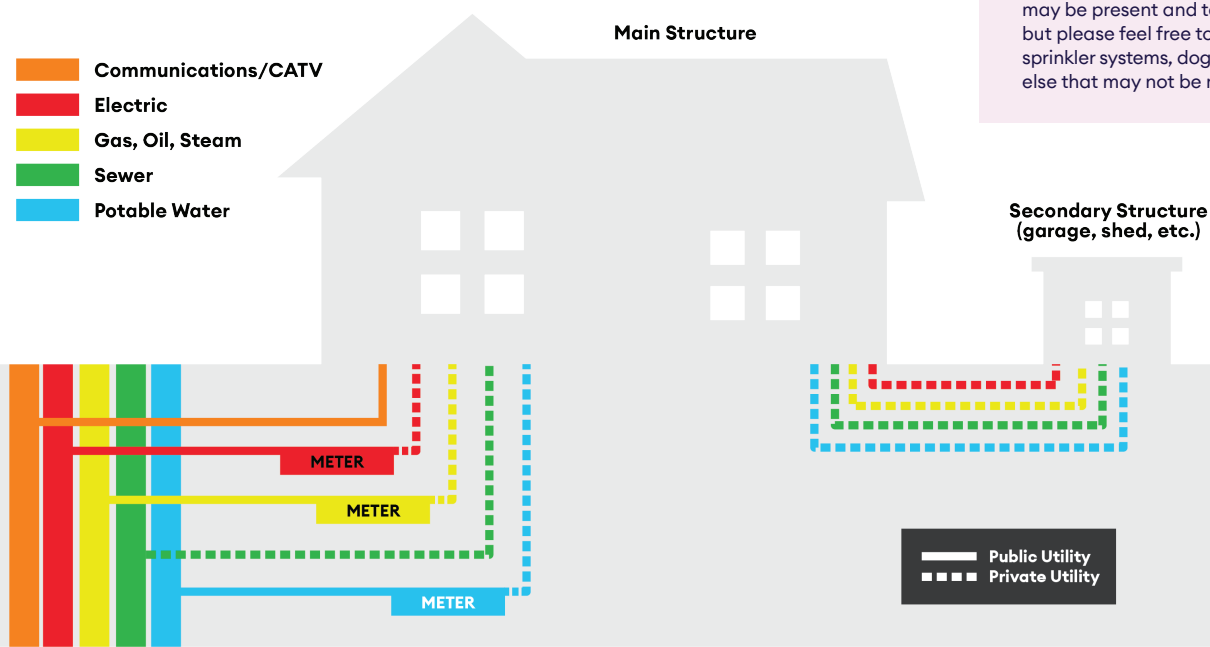 may be present and
but please feel free to
sprinkler systems, dog
else that may not be
Main Structure
Communications/CATV
Electric
Gas, Oil, Steam
Sewer
Potable Water
Secondary Structure
(garage, shed, etc.)
METER
METER
METER
Public Utility
Private Utility